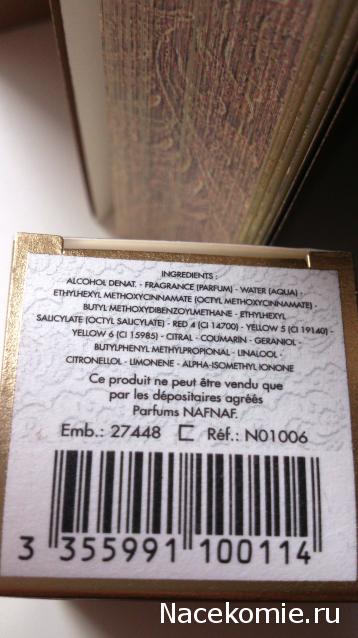 INGREDIENTS :
ALCOHOL DENAT. - FRAGRANCE (PARFUM) - WATER (AQUA) -
ETHYLHEXYL METHOXYCINNAMATE (OCTYL METHOXYCINNAMATE) -
BUTYL METHOXYDIBENZOYLMETHANE - ETHYLHEXYL
SALICYLATE (OCTYL SALICYLATE) - RED 4 (CI 14700) - YELLOW 5 (CI 19140) -
YELLOW 6 (CI 15985) - CITRAL - COUMARIN - GERANIOL -
BUTYLPHENYL METHYLPROPIONAL - LINALOOL -
CITRONELLOL - LIMONENE - ALPHA-ISOMETHYL IONONE
Ce produit ne peut être vendu que
par les dépositaires agréés
Parfums NAFNAF.
Emb.: 27448 Réf.: N01006
3 355991 100114
Nacekomie.ru